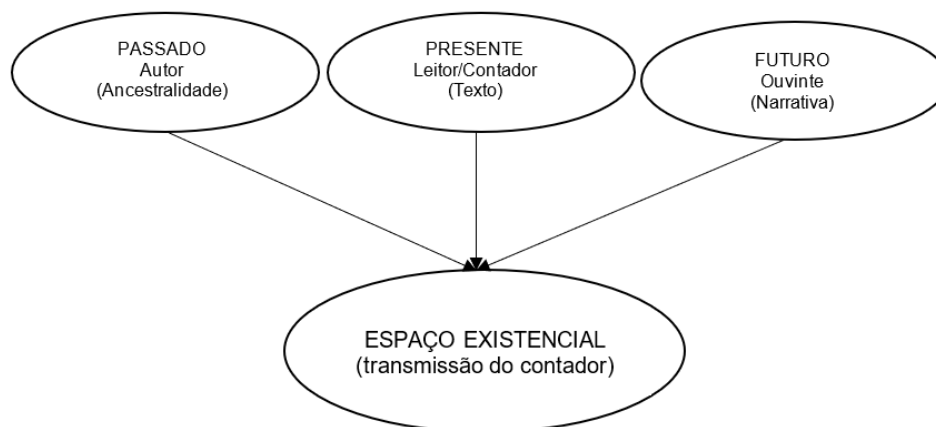 PASSADO
Autor
(Ancestralidade)
PRESENTE
Leitor/Contador
(Texto)
FUTURO
Ouvinte
(Narrativa)
ESPAÇO EXISTENCIAL
(transmissão do contador)